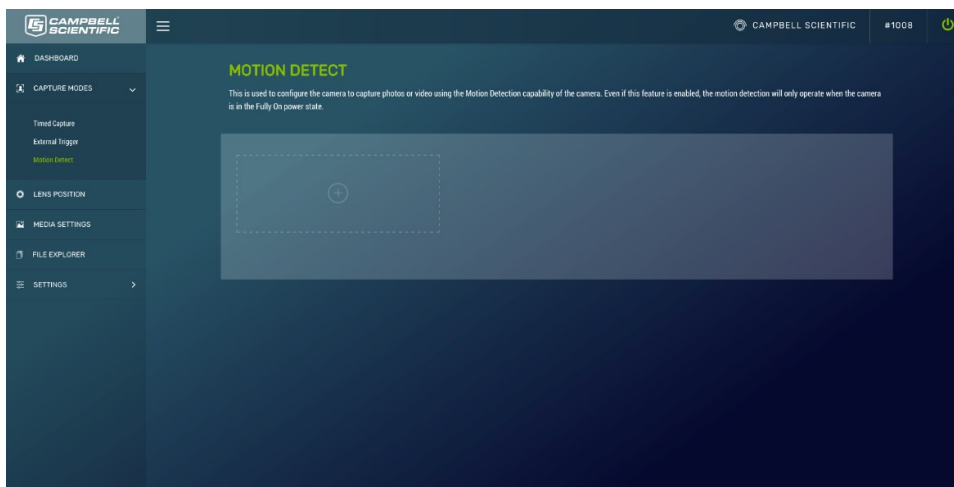 CAMPBELL
SCIENTIFIC
CAMPBELL SCIENTIFIC
#1008
DASHBOARD
CAPTURE MODES
Timed Capture
External Trigger
Motion Detect
LENS POSITION
MEDIA SETTINGS
FILE EXPLORER
SETTINGS
MOTION DETECT
This is used to configure the camera to capture photos or video using the Motion Detection capability of the camera. Even if this feature is enabled, the motion detection will only operate when the camera
is in the Fully On power state.